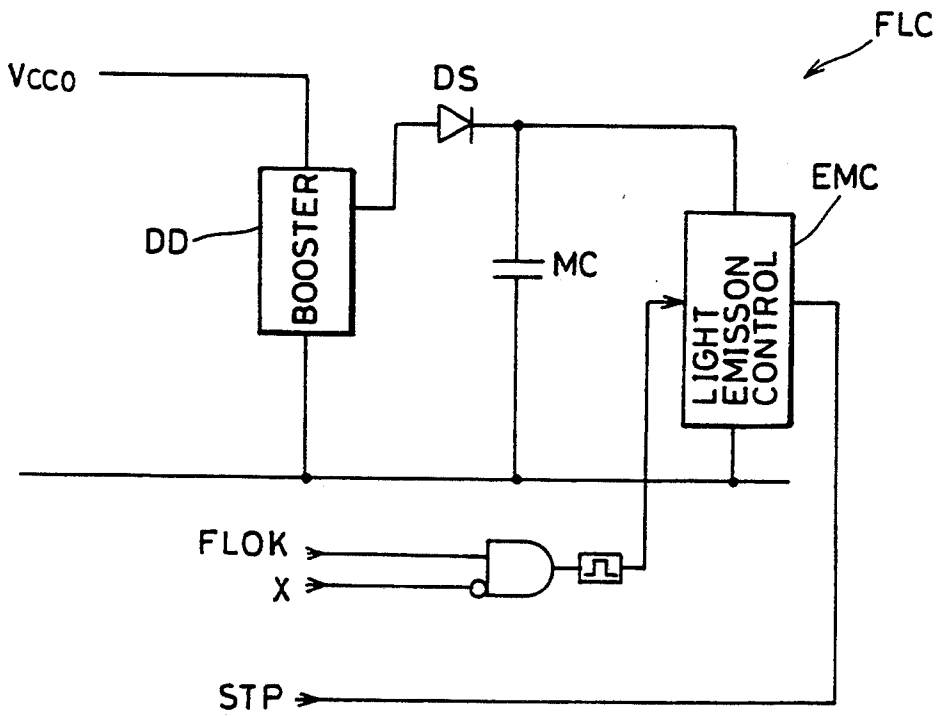 FLC
VCCO
DS
EMC
DD
BOOSTER
MC
LIGHT
EMISSON
CONTROL
FLOK
X
STP